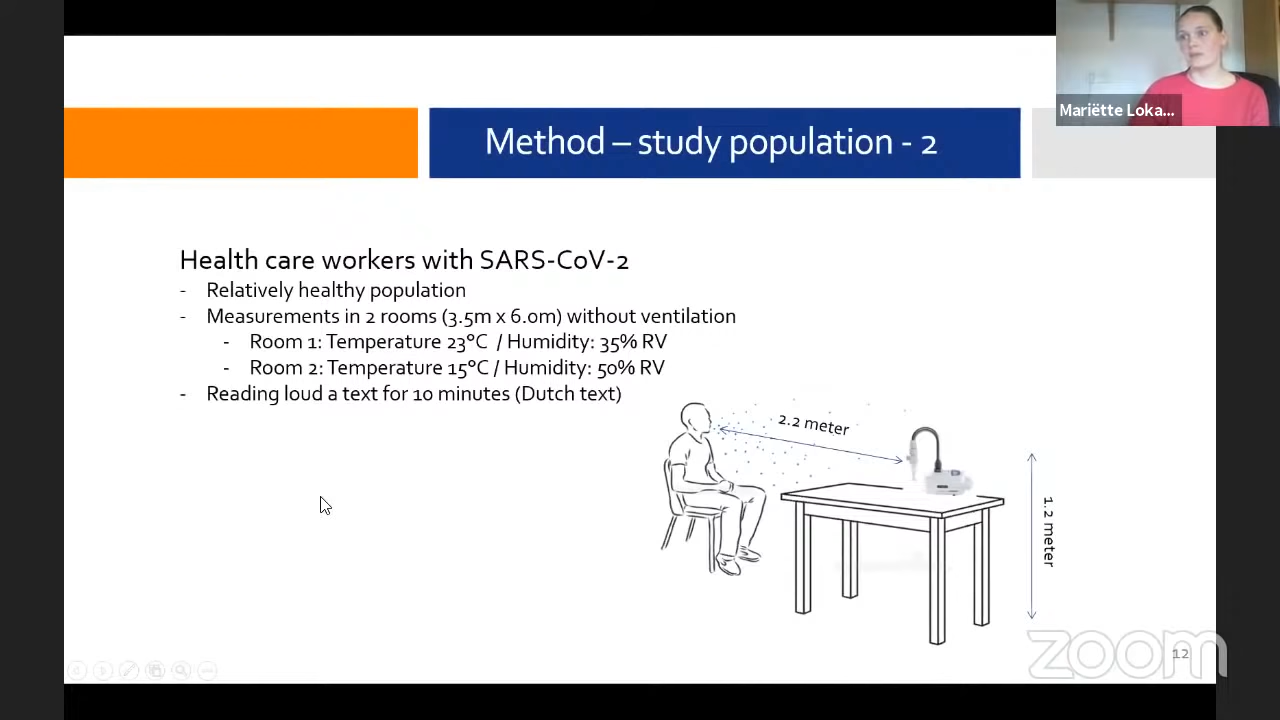 Mariëtte Loka...
Method – study population - 2
Health care workers with SARS-CoV-2
- Relatively healthy population
- Measurements in 2 rooms (3.5m x 6.0m) without ventilation
- Room 1: Temperature 23°C / Humidity: 35% RV
- Room 2: Temperature 15°C / Humidity: 50% RV
- Reading loud a text for 10 minutes (Dutch text)
2.2 meter
1.2 meter
zoom
12